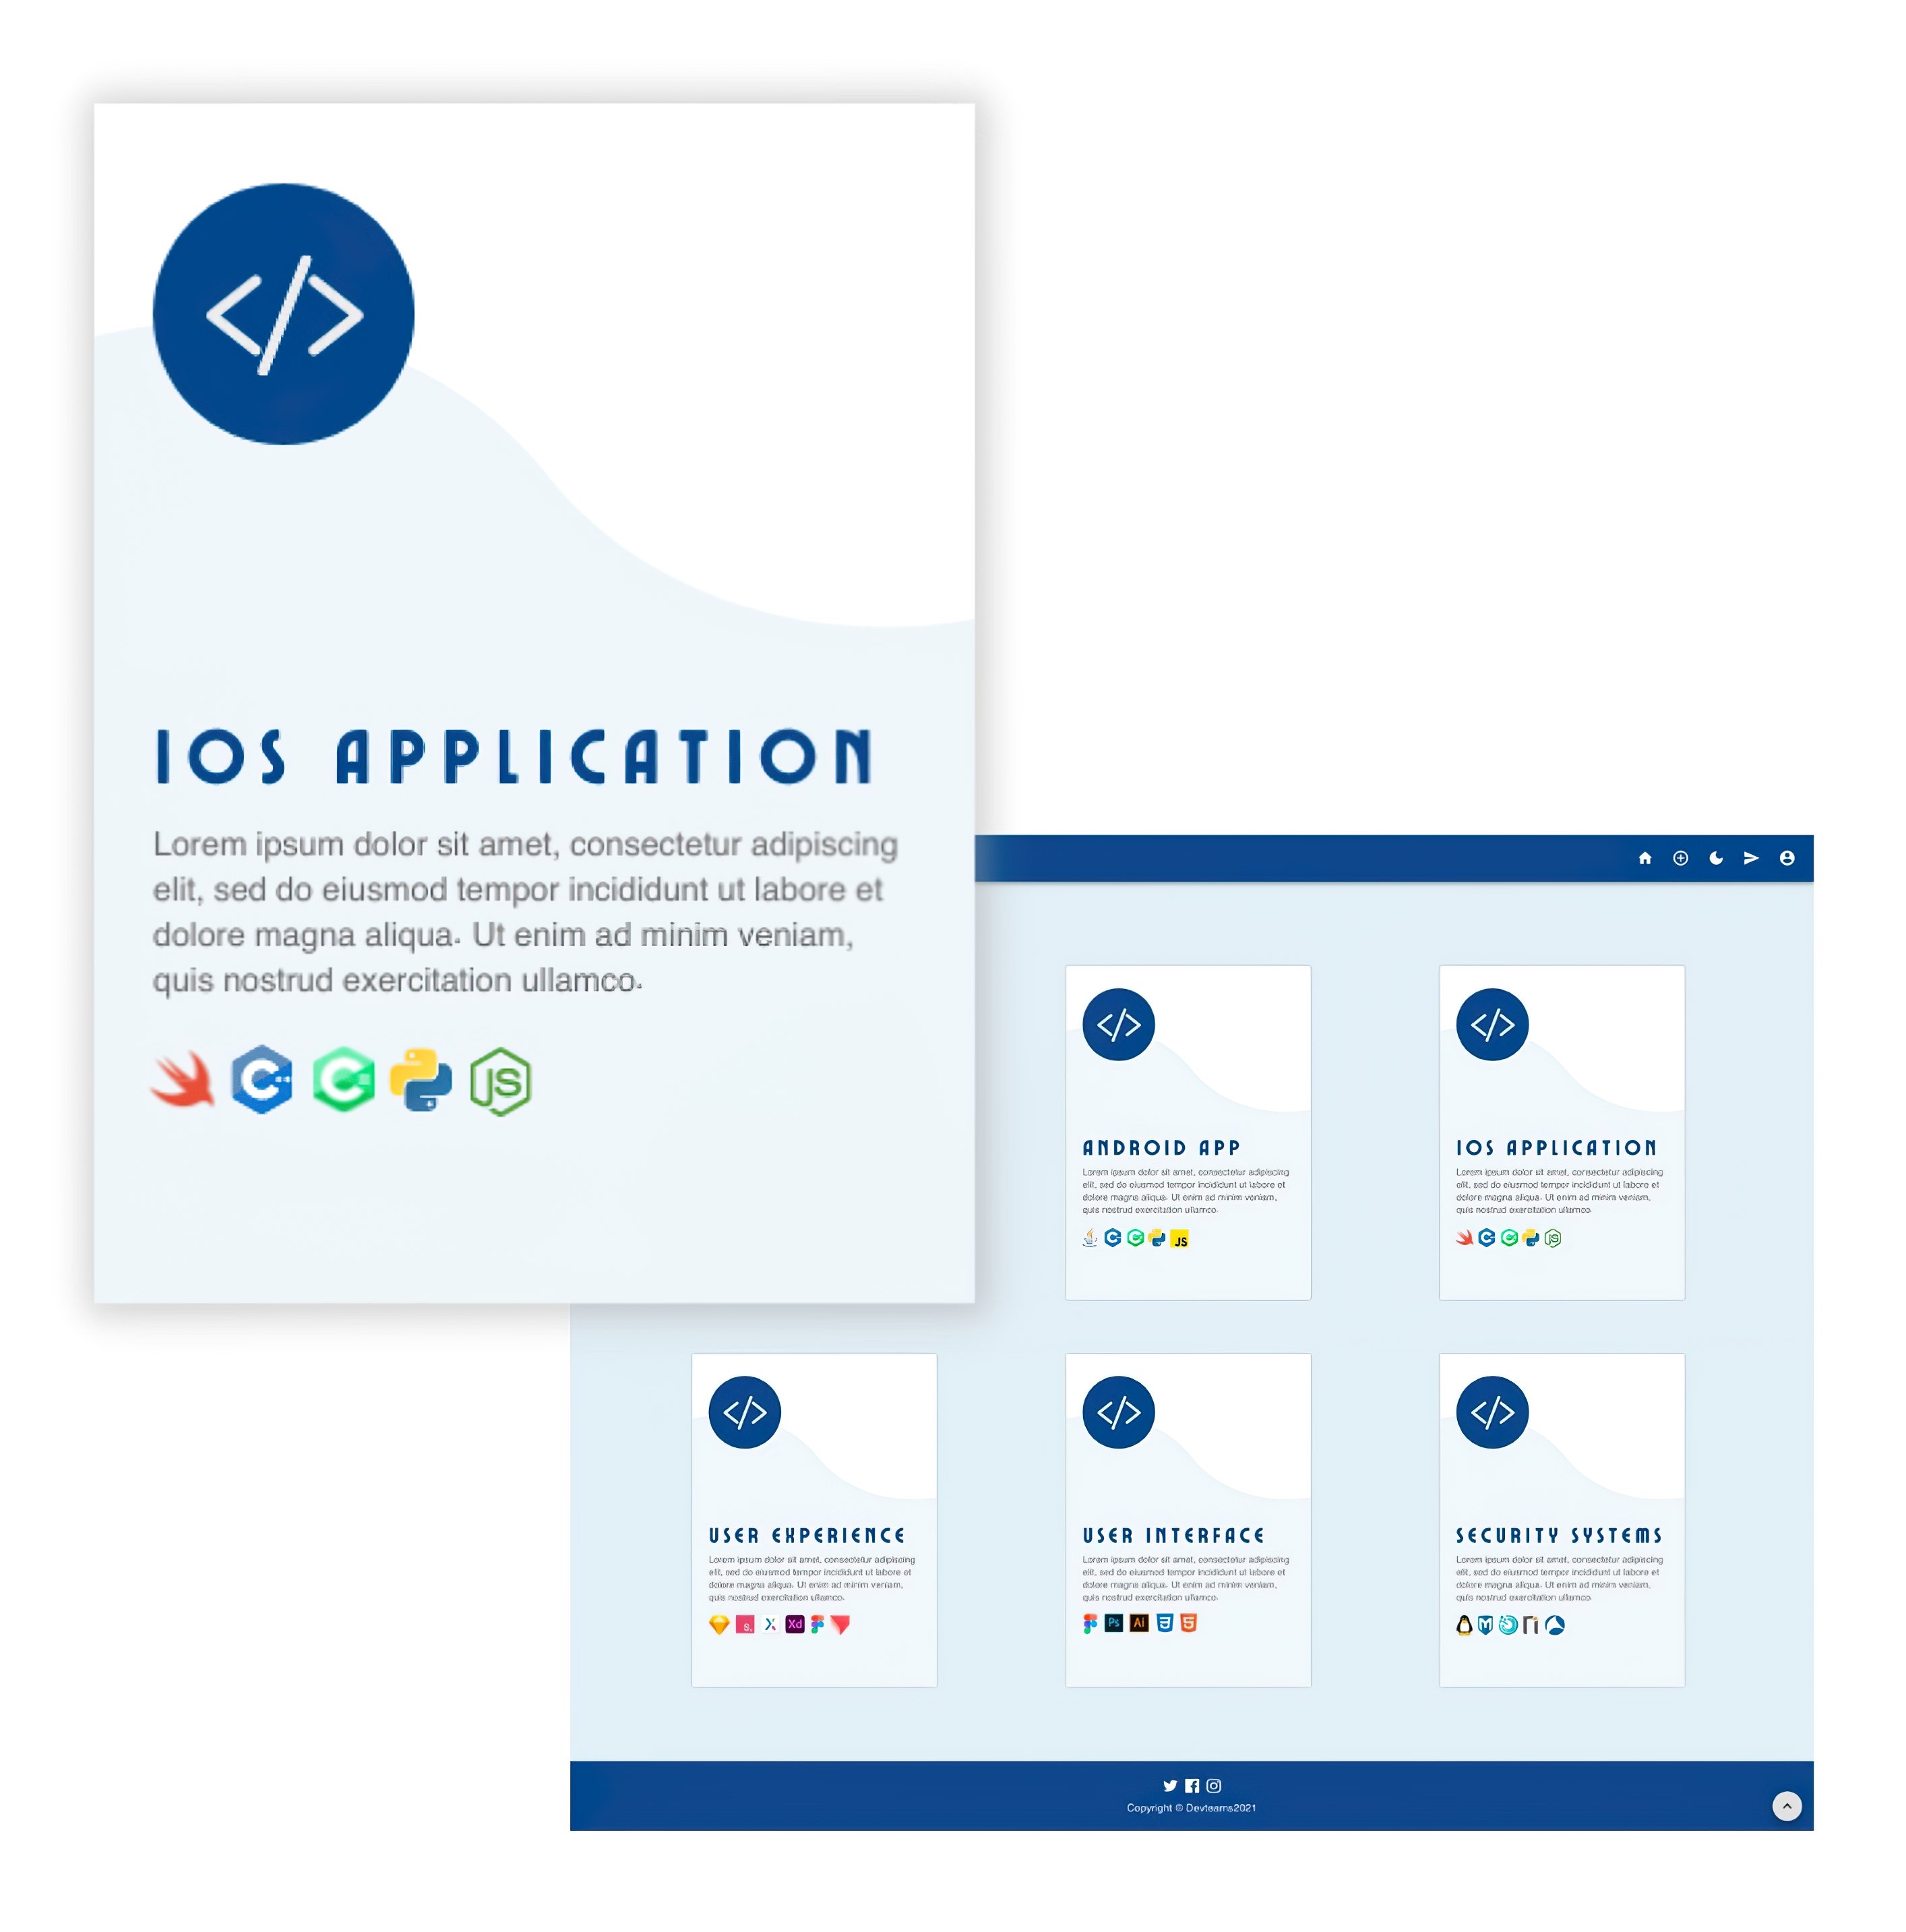 </>
IOS APPLICATION
Lorem ipsum dolor sit amet, consectetur adipiscing
elit, sed do eiusmod tempor incididunt ut labore et
dolore magna aliqua. Ut enim ad minim veniam,
quis nostrud exercitation ullamco.
C++
C
JS
</>
ANDROID APP
Lorem ipsum dolor sit amet, consectetur adipiscing
elit, sed do eiusmod tempor incididunt ut labore et
dolore magna aliqua. Ut enim ad minim veniam,
quis nostrud exercitation ullamco.
C
C
JS
</>
IOS APPLICATION
Lorem ipsum dolor sit amet, consectetur adipiscing
elit, sed do eiusmod tempor incididunt ut labore et
dolore magna aliqua. Ut enim ad minim veniam,
quis nostrud exercitation ullamco.
C
C
JS
</>
USER EXPERIENCE
Lorem ipsum dolor sit amet, consectetur adipiscing
elit, sed do eiusmod tempor incididunt ut labore et
dolore magna aliqua. Ut enim ad minim veniam,
quis nostrud exercitation ullamco.
S.
Xd
</>
USER INTERFACE
Lorem ipsum dolor sit amet, consectetur adipiscing
elit, sed do eiusmod tempor incididunt ut labore et
dolore magna aliqua. Ut enim ad minim veniam,
quis nostrud exercitation ullamco.
Ps
Ai
3
5
</>
SECURITY SYSTEMS
Lorem ipsum dolor sit amet, consectetur adipiscing
elit, sed do eiusmod tempor incididunt ut labore et
dolore magna aliqua. Ut enim ad minim veniam,
quis nostrud exercitation ullamco.
M
Copyright © Devteams2021